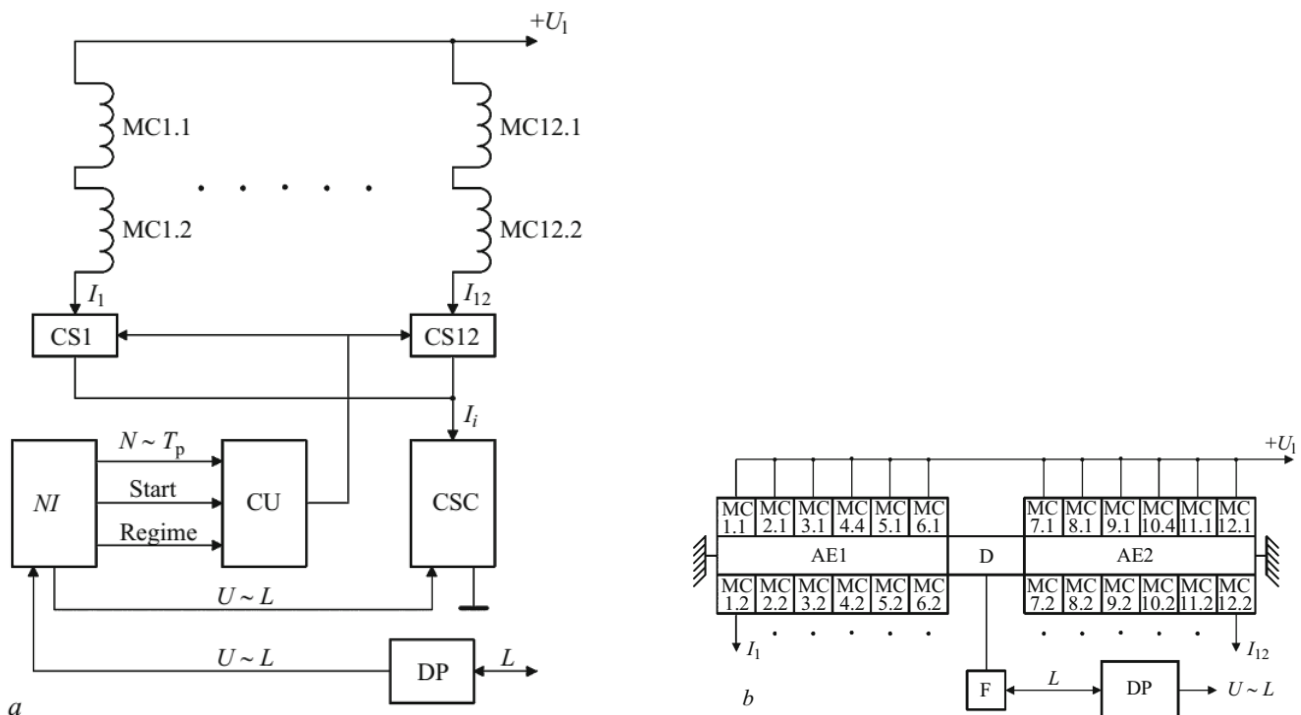 +U₁
MC1.1
MC12.1
. . . . .
MC1.2
MC12.2
I₁
I₁₂
CS1
CS12
Iᵢ
NI
N ~ Tₚ
Start
Regime
CU
CSC
U ~ L
U ~ L
DP
L
a
+U₁
MC 1.1
MC 2.1
MC 3.1
MC 4.4
MC 5.1
MC 6.1
MC 7.1
MC 8.1
MC 9.1
MC 10.4
MC 11.1
MC 12.1
AE1
D
AE2
MC 1.2
MC 2.2
MC 3.2
MC 4.2
MC 5.2
MC 6.2
MC 7.2
MC 8.2
MC 9.2
MC 10.2
MC 11.2
MC 12.2
I₁
. . . . .
. . . . .
I₁₂
F
L
DP
U ~ L
b